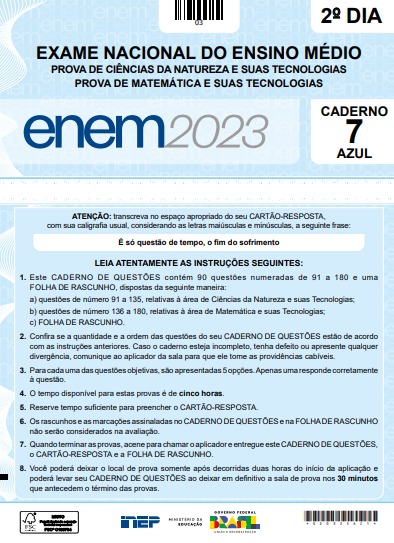 03
2º DIA
EXAME NACIONAL DO ENSINO MÉDIO
PROVA DE CIÊNCIAS DA NATUREZA E SUAS TECNOLOGIAS
PROVA DE MATEMÁTICA E SUAS TECNOLOGIAS
enem2023
CADERNO
7
AZUL
ATENÇÃO: transcreva no espaço apropriado do seu CARTÃO-RESPOSTA,
com sua caligrafia usual, considerando as letras maiúsculas e minúsculas, a seguinte frase:
É só questão de tempo, o fim do sofrimento
LEIA ATENTAMENTE AS INSTRUÇÕES SEGUINTES:
1. Este CADERNO DE QUESTÕES contém 90 questões numeradas de 91 a 180 e uma
FOLHA DE RASCUNHO, dispostas da seguinte maneira:
a) questões de número 91 a 135, relativas à área de Ciências da Natureza e suas Tecnologias;
b) questões de número 136 a 180, relativas à área de Matemática e suas Tecnologias;
c) FOLHA DE RASCUNHO.
2. Confira se a quantidade e a ordem das questões do seu CADERNO DE QUESTÕES estão de acordo
com as instruções anteriores. Caso o caderno esteja incompleto, tenha defeito ou apresente qualquer
divergência, comunique ao aplicador da sala para que ele tome as providências cabíveis.
3. Para cada uma das questões objetivas, são apresentadas 5 opções. Apenas uma responde corretamente
à questão.
4. O tempo disponível para estas provas é de cinco horas.
5. Reserve tempo suficiente para preencher o CARTÃO-RESPOSTA.
6. Os rascunhos e as marcações assinaladas no CADERNO DE QUESTÕES e na FOLHA DE RASCUNHO
não serão considerados na avaliação.
7. Quando terminar as provas, acene para chamar o aplicador e entregue este CADERNO DE QUESTÕES,
o CARTÃO-RESPOSTA e a FOLHA DE RASCUNHO.
8. Você poderá deixar o local de prova somente após decorridas duas horas do início da aplicação e
poderá levar seu CADERNO DE QUESTÕES ao deixar em definitivo a sala de prova nos 30 minutos
que antecedem o término das provas.
FSC
INEP
MINISTÉRIO DA
EDUCAÇÃO
GOVERNO FEDERAL
BRASIL
UNIÃO E RECONSTRUÇÃO